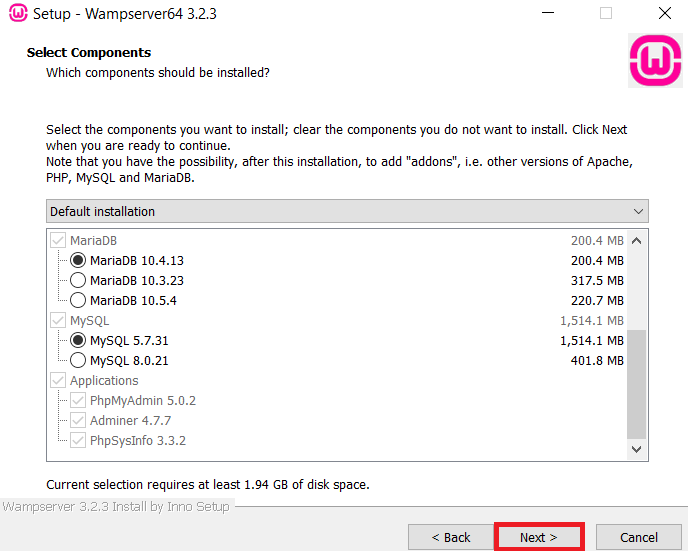 Setup - Wampserver64 3.2.3
Select Components
Which components should be installed?
Select the components you want to install; clear the components you do not want to install. Click Next
when you are ready to continue.
Note that you have the possibility, after this installation, to add "addons", i.e. other versions of Apache,
PHP, MySQL and MariaDB.
Default installation
MariaDB 200.4 MB
MariaDB 10.4.13 200.4 MB
MariaDB 10.3.23 317.5 MB
MariaDB 10.5.4 220.7 MB
MySQL 1,514.1 MB
MySQL 5.7.31 1,514.1 MB
MySQL 8.0.21 401.8 MB
Applications
PhpMyAdmin 5.0.2
Adminer 4.7.7
PhpSysInfo 3.3.2
Current selection requires at least 1.94 GB of disk space.
Wampserver 3.2.3 Install by Inno Setup
< Back Next > Cancel